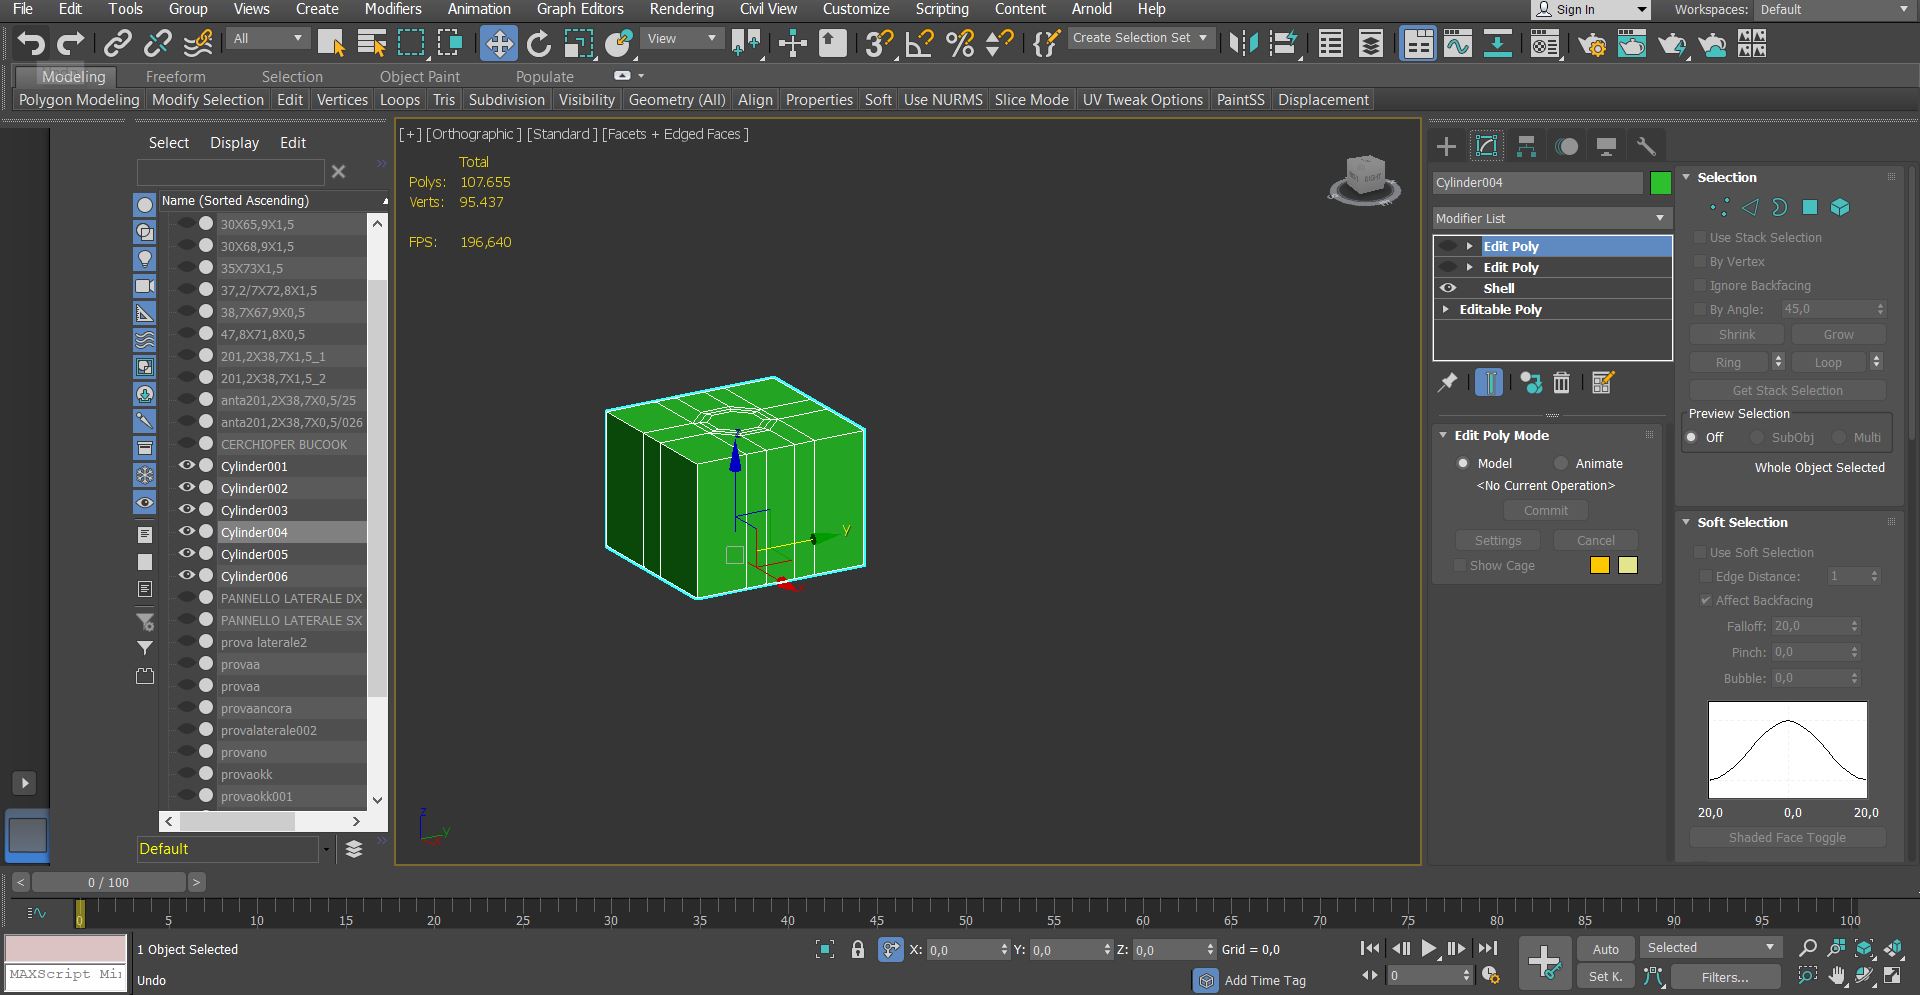 File Edit Tools Group Views Create Modifiers Animation Graph Editors Rendering Civil View Customize Scripting Content Arnold Help Sign In Workspaces: Default
All View Create Selection Set
Modeling Freeform Selection Object Paint Populate
Polygon Modeling Modify Selection Edit Vertices Loops Tris Subdivision Visibility Geometry (All) Align Properties Soft Use NURMS Slice Mode UV Tweak Options PaintSS Displacement
Select Display Edit
Name (Sorted Ascending)
30X65,9X1,5
30X68,9X1,5
35X73X1,5
37,2/7X72,8X1,5
38,7X67,9X0,5
47,8X71,8X0,5
201,2X38,7X1,5_1
201,2X38,7X1,5_2
anta201,2X38,7X0,5/25
anta201,2X38,7X0,5/026
CERCHIOPER BUCOOK
Cylinder001
Cylinder002
Cylinder003
Cylinder004
Cylinder005
Cylinder006
PANNELLO LATERALE DX
PANNELLO LATERALE SX
prova laterale2
provaa
provaa
provaancora
provalaterale002
provano
provaokk
provaokk001
Default
[+] [Orthographic ] [Standard ] [Facets + Edged Faces ]
Total
Polys: 107.655
Verts: 95.437
FPS: 196,640
RIGHT
z
y
x
z
y
x
Cylinder004
Modifier List
Edit Poly
Edit Poly
Shell
Editable Poly
Edit Poly Mode
Model Animate
<No Current Operation>
Commit
Settings Cancel
Show Cage
Selection
Use Stack Selection
By Vertex
Ignore Backfacing
By Angle: 45,0
Shrink Grow
Ring Loop
Get Stack Selection
Preview Selection
Off SubObj Multi
Whole Object Selected
Soft Selection
Use Soft Selection
Edge Distance: 1
Affect Backfacing
Falloff: 20,0
Pinch: 0,0
Bubble: 0,0
20,0 0,0 20,0
Shaded Face Toggle
< 0 / 100 >
0 5 10 15 20 25 30 35 40 45 50 55 60 65 70 75 80 85 90 95 100
1 Object Selected X: 0,0 Y: 0,0 Z: 0,0 Grid = 0,0 Auto Selected
MAXScript Mi
Undo Add Time Tag 0 Set K. Filters...